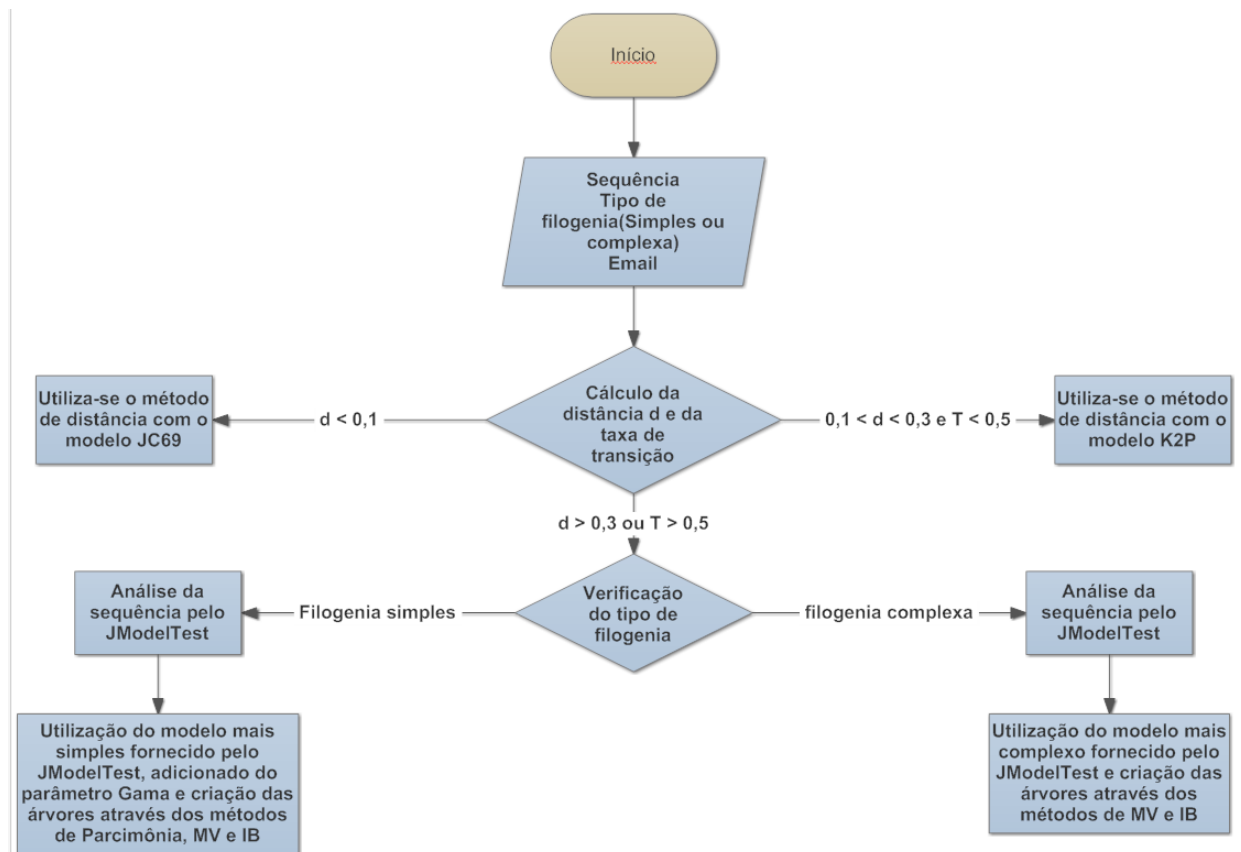 Início
Sequência
Tipo de
filogenia(Simples ou
complexa)
Email
Cálculo da
distância d e da
taxa de
transição
d < 0,1
Utiliza-se o método
de distância com o
modelo JC69
0,1 < d < 0,3 e T < 0,5
Utiliza-se o método
de distância com o
modelo K2P
d > 0,3 ou T > 0,5
Verificação
do tipo de
filogenia
Filogenia simples
Análise da
sequência pelo
JModelTest
filogenia complexa
Análise da
sequência pelo
JModelTest
Utilização do modelo mais
simples fornecido pelo
JModelTest, adicionado do
parâmetro Gama e criação das
árvores através dos métodos
de Parcimônia, MV e IB
Utilização do modelo mais
complexo fornecido pelo
JModelTest e criação das
árvores através dos
métodos de MV e IB